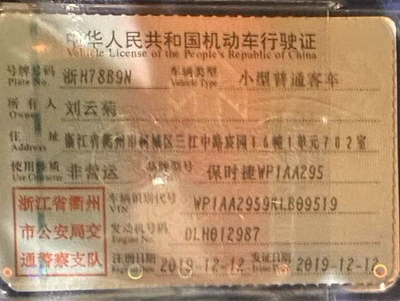 中华人民共和国机动车行驶证
Vehicle License of the People's Republic of China
号牌号码 浙H78B9N 车辆类型 小型普通客车
Plate No. Vehicle Type
所有人 刘云菊
Owner
住址 浙江省衢州市柯城区三江中路宸园16幢1单元702室
Address
使用性质 非营运 品牌型号 保时捷WP1AA295
Use Character Model
浙江省衢州
市公安局交
通警察支队
车辆识别代号 WP1AA2959KLB09519
VIN
发动机号码 DLH012987
Engine No.
注册日期 2019-12-12 发证日期 2019-12-12
Register Date Issue Date